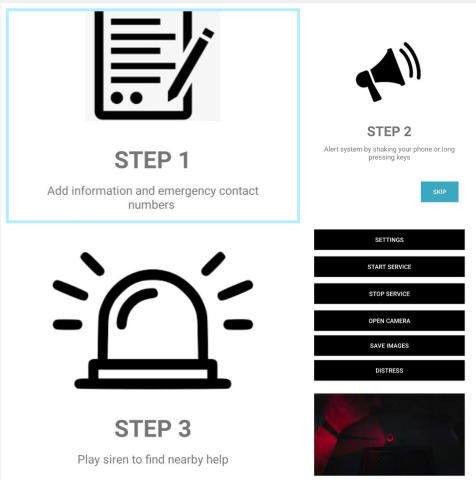 STEP 1
Add information and emergency contact
numbers
STEP 2
Alert system by shaking your phone or long
pressing keys
SKIP
STEP 3
Play siren to find nearby help
SETTINGS
START SERVICE
STOP SERVICE
OPEN CAMERA
SAVE IMAGES
DISTRESS